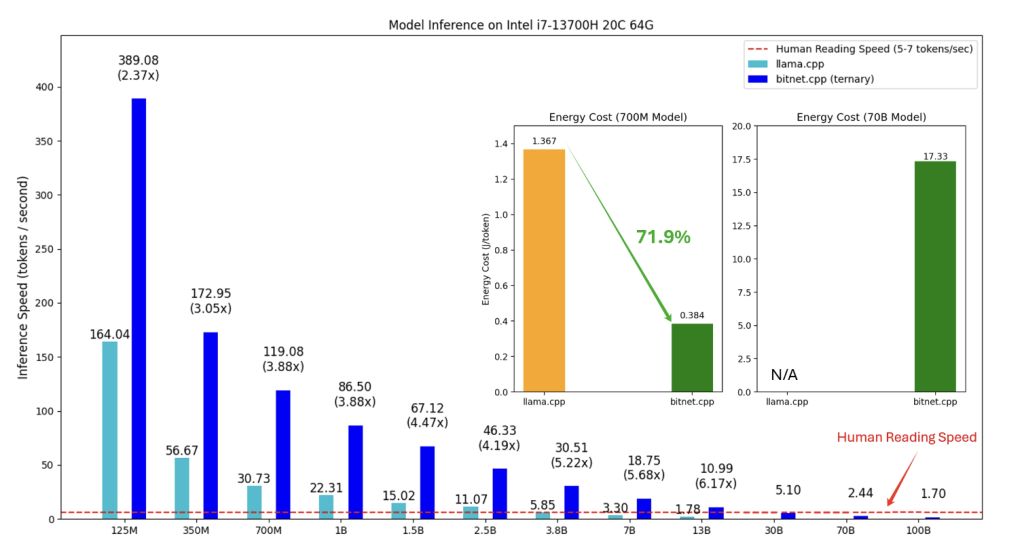 Model Inference on Intel i7-13700H 20C 64G
Inference Speed (tokens / second)
400
350
300
250
200
150
100
50
0
Human Reading Speed (5-7 tokens/sec)
llama.cpp
bitnet.cpp (ternary)
389.08
(2.37x)
164.04
172.95
(3.05x)
56.67
119.08
(3.88x)
30.73
86.50
(3.88x)
22.31
67.12
(4.47x)
15.02
46.33
(4.19x)
11.07
30.51
(5.22x)
5.85
18.75
(5.68x)
3.30
10.99
(6.17x)
1.78
5.10
2.44
1.70
Human Reading Speed
125M
350M
700M
1B
1.5B
2.5B
3.8B
7B
13B
30B
70B
100B
Energy Cost (700M Model)
Energy Cost (J/token)
1.4
1.2
1.0
0.8
0.6
0.4
0.2
0.0
1.367
71.9%
0.384
llama.cpp
bitnet.cpp
Energy Cost (70B Model)
20.0
17.5
15.0
12.5
10.0
7.5
5.0
2.5
0.0
17.33
N/A
llama.cpp
bitnet.cpp